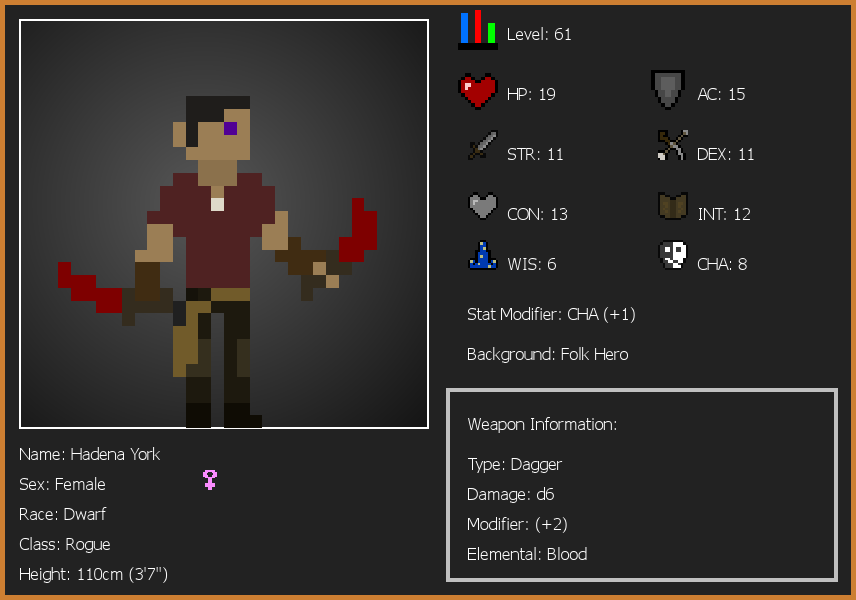 Level: 61
HP: 19
AC: 15
STR: 11
DEX: 11
CON: 13
INT: 12
WIS: 6
CHA: 8
Stat Modifier: CHA (+1)
Background: Folk Hero
Weapon Information:
Type: Dagger
Damage: d6
Modifier: (+2)
Elemental: Blood
Name: Hadena York
Sex: Female
Race: Dwarf
Class: Rogue
Height: 110cm (3'7")